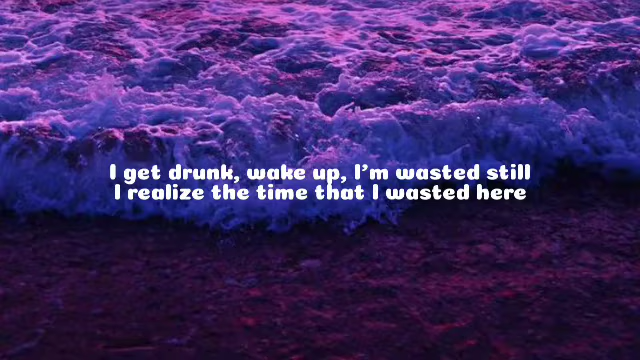 I get drunk, wake up, I'm wasted still
I realize the time that I wasted here